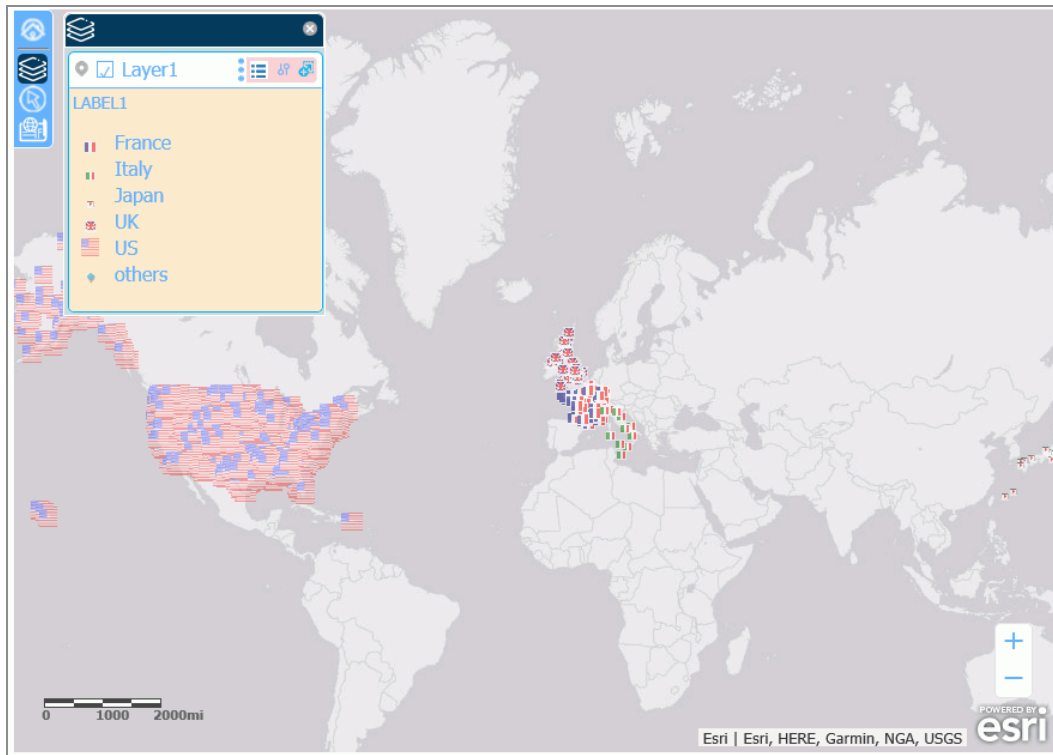 Layer1
LABEL1
France
Italy
Japan
UK
US
others
+
−
0 1000 2000mi
POWERED BY
esri
Esri | Esri, HERE, Garmin, NGA, USGS